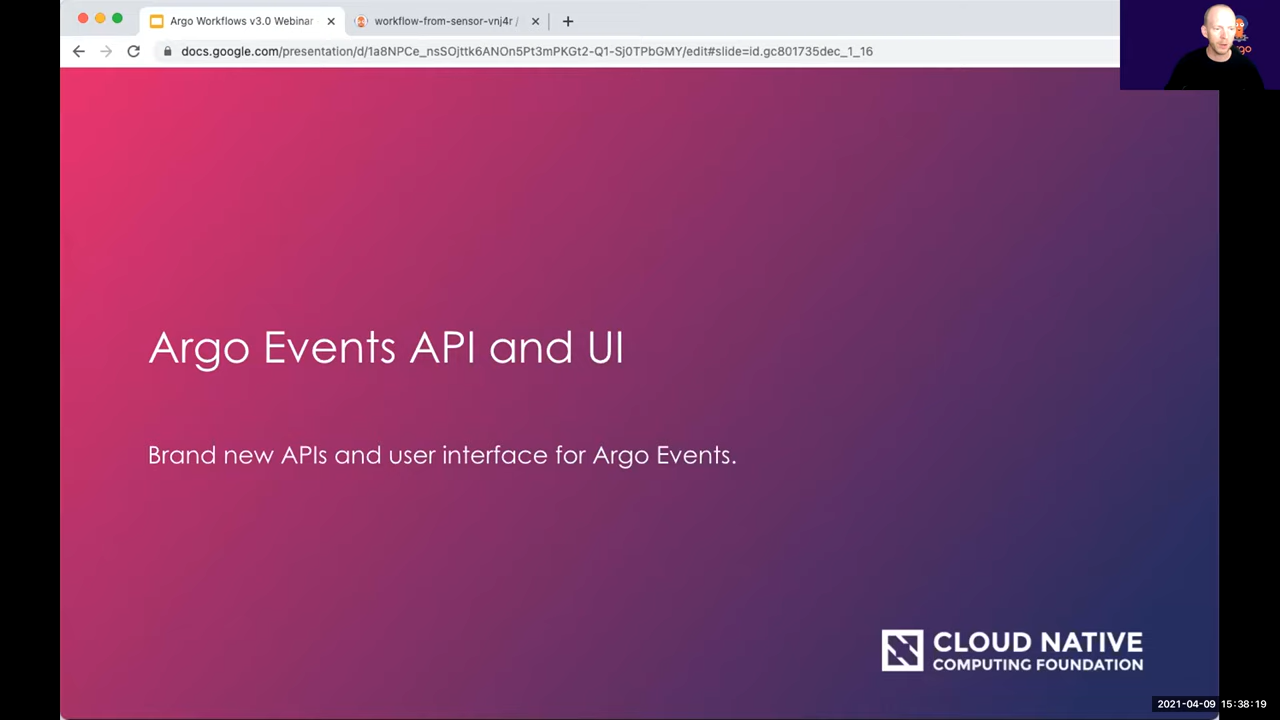 Argo Workflows v3.0 Webinar
workflow-from-sensor-vnj4r /
docs.google.com/presentation/d/1a8NPCe_nsSOjttk6ANOn5Pt3mPKGt2-Q1-Sj0TPbGMY/edit#slide=id.gc801735dec_1_16
Argo Events API and UI
Brand new APIs and user interface for Argo Events.
CLOUD NATIVE
COMPUTING FOUNDATION
2021-04-09 15:38:19